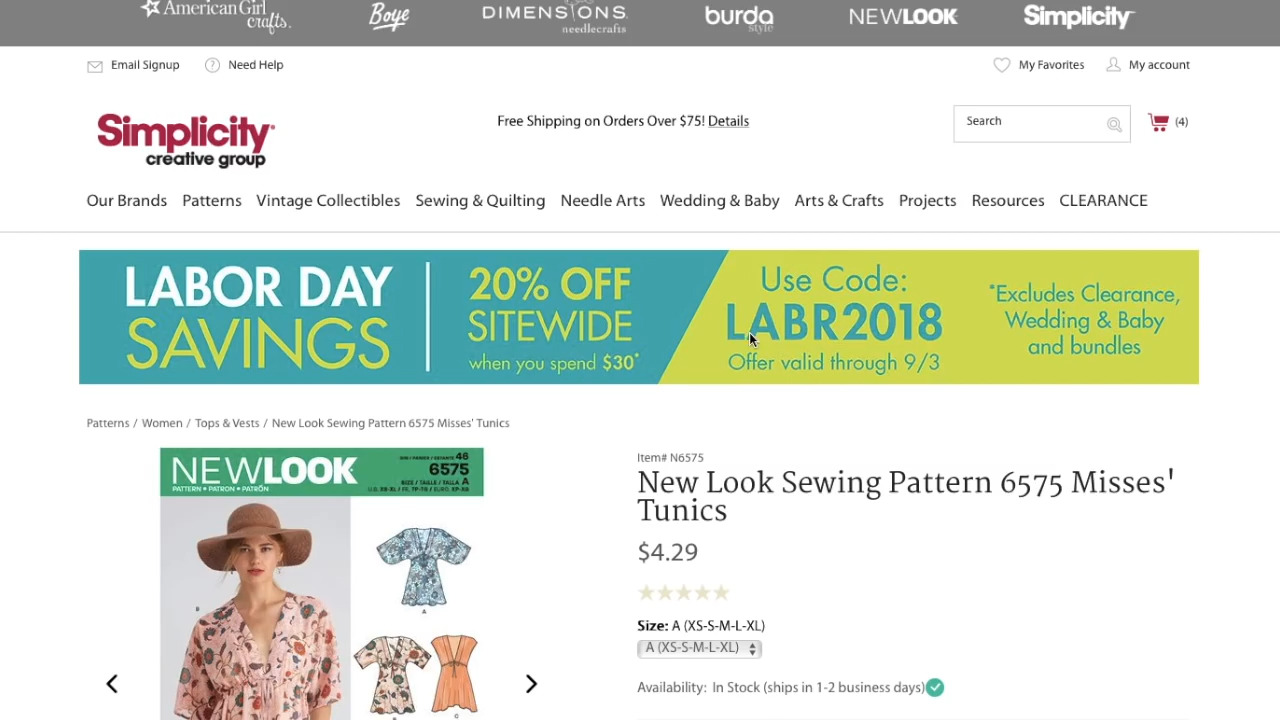 AmericanGirl crafts. Boye DIMENSIONS needlecrafts burda style NEWLOOK Simplicity
Email Signup Need Help My Favorites My account
Simplicity creative group
Free Shipping on Orders Over $75! Details
Search
(4)
Our Brands Patterns Vintage Collectibles Sewing & Quilting Needle Arts Wedding & Baby Arts & Crafts Projects Resources CLEARANCE
LABOR DAY
SAVINGS
20% OFF
SITEWIDE
when you spend $30*
Use Code:
LABR2018
Offer valid through 9/3
*Excludes Clearance,
Wedding & Baby
and bundles
Patterns / Women / Tops & Vests / New Look Sewing Pattern 6575 Misses' Tunics
NEWLOOK
PATTERN • PATRON • PATRÓN
46
6575
SIZE / TAILLE / TALLA A
A
Item# N6575
New Look Sewing Pattern 6575 Misses'
Tunics
$4.29
Size: A (XS-S-M-L-XL)
A (XS-S-M-L-XL)
Availability: In Stock (ships in 1-2 business days)